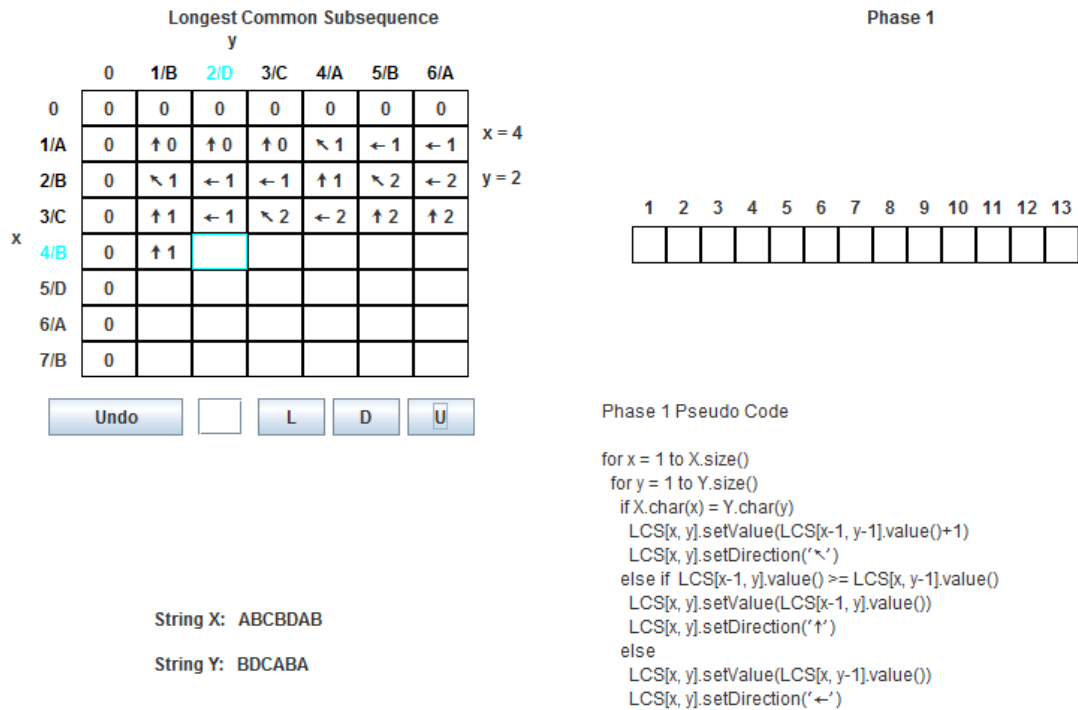 Longest Common Subsequence
Phase 1
y
0 1/B 2/D 3/C 4/A 5/B 6/A
0 0 0 0 0 0 0 0
1/A 0 ↑ 0 ↑ 0 ↑ 0 ↖ 1 ← 1 ← 1
x = 4
2/B 0 ↖ 1 ← 1 ← 1 ↑ 1 ↖ 2 ← 2
y = 2
3/C 0 ↑ 1 ← 1 ↖ 2 ← 2 ↑ 2 ↑ 2
1 2 3 4 5 6 7 8 9 10 11 12 13
x
4/B 0 ↑ 1
5/D 0
6/A 0
7/B 0
Undo L D U
Phase 1 Pseudo Code
for x = 1 to X.size()
for y = 1 to Y.size()
if X.char(x) = Y.char(y)
LCS[x, y].setValue(LCS[x-1, y-1].value()+1)
LCS[x, y].setDirection('↖')
else if LCS[x-1, y].value() >= LCS[x, y-1].value()
LCS[x, y].setValue(LCS[x-1, y].value())
LCS[x, y].setDirection('↑')
else
LCS[x, y].setValue(LCS[x, y-1].value())
LCS[x, y].setDirection('←')
String X: ABCBDAB
String Y: BDCABA